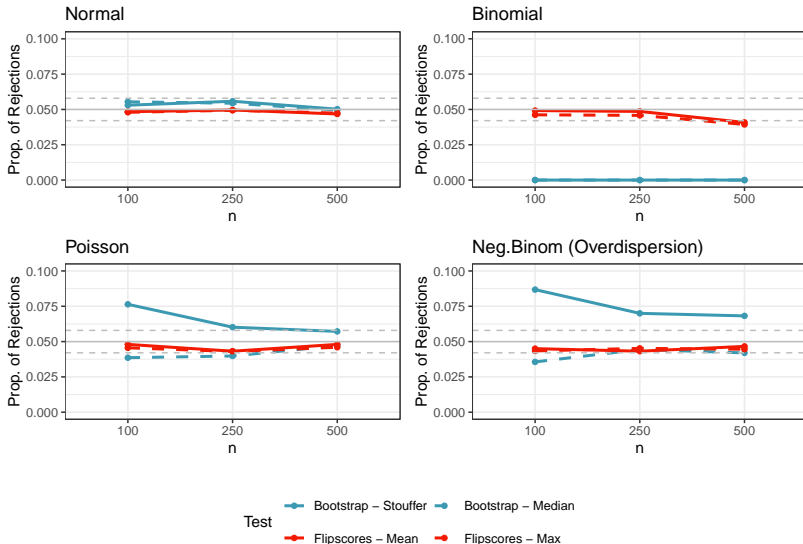 Normal
Binomial
Prop. of Rejections
0.100
0.075
0.050
0.025
0.000
100
250
500
n
Prop. of Rejections
0.100
0.075
0.050
0.025
0.000
100
250
500
n
Poisson
Neg.Binom (Overdispersion)
Prop. of Rejections
0.100
0.075
0.050
0.025
0.000
100
250
500
n
Prop. of Rejections
0.100
0.075
0.050
0.025
0.000
100
250
500
n
Test
Bootstrap − Stouffer
Bootstrap − Median
Flipscores − Mean
Flipscores − Max